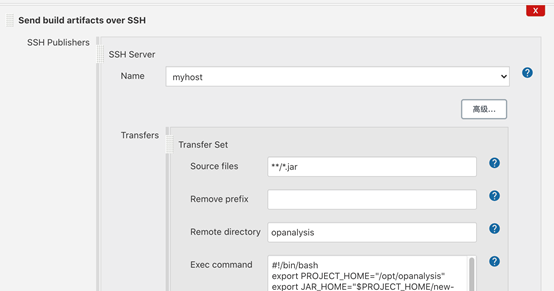 X
Send build artifacts over SSH
SSH Publishers
SSH Server
Name myhost ?
高级...
Transfers
Transfer Set
Source files **/*.jar ?
Remove prefix ?
Remote directory opanalysis ?
Exec command #!/bin/bash ?
export PROJECT_HOME="/opt/opanalysis"
export JAR_HOME="$PROJECT_HOME/new-